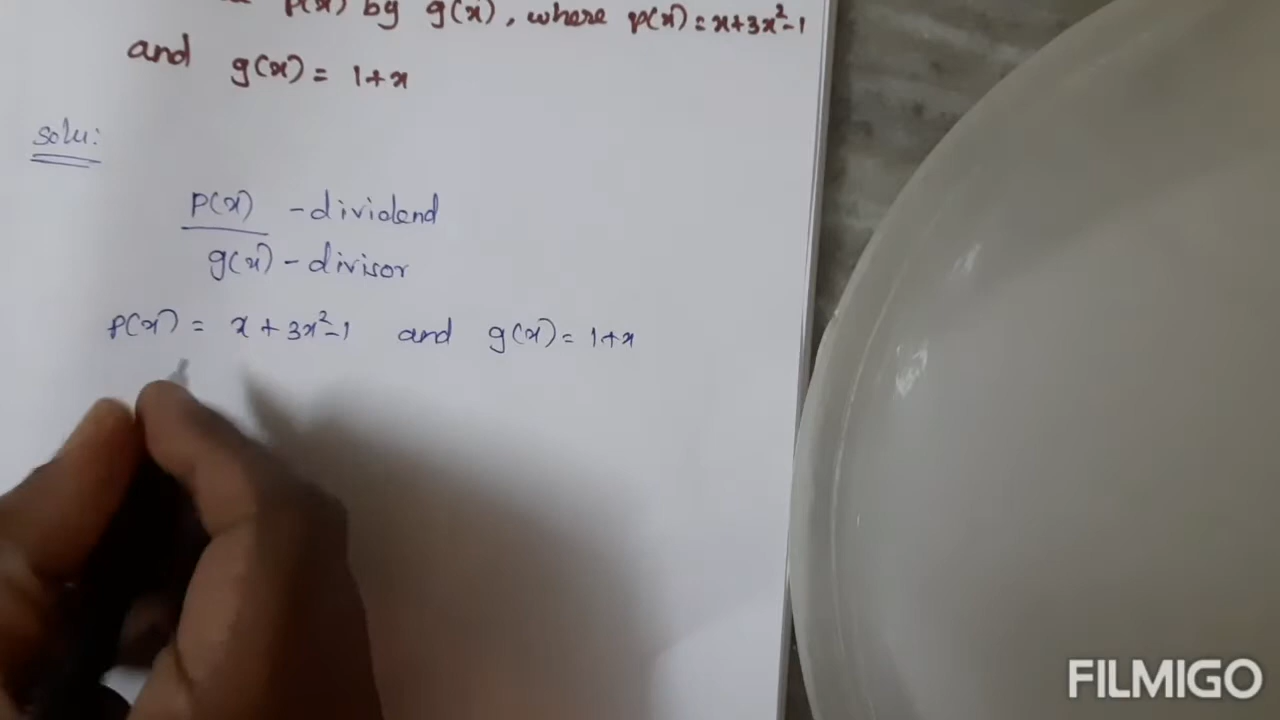 p(x) by g(x), where p(x) = x+3x²-1
and g(x) = 1+x
Solu:
p(x) - dividend
g(x) - divisor
p(x) = x + 3x²-1 and g(x) = 1+x
FILMIGO